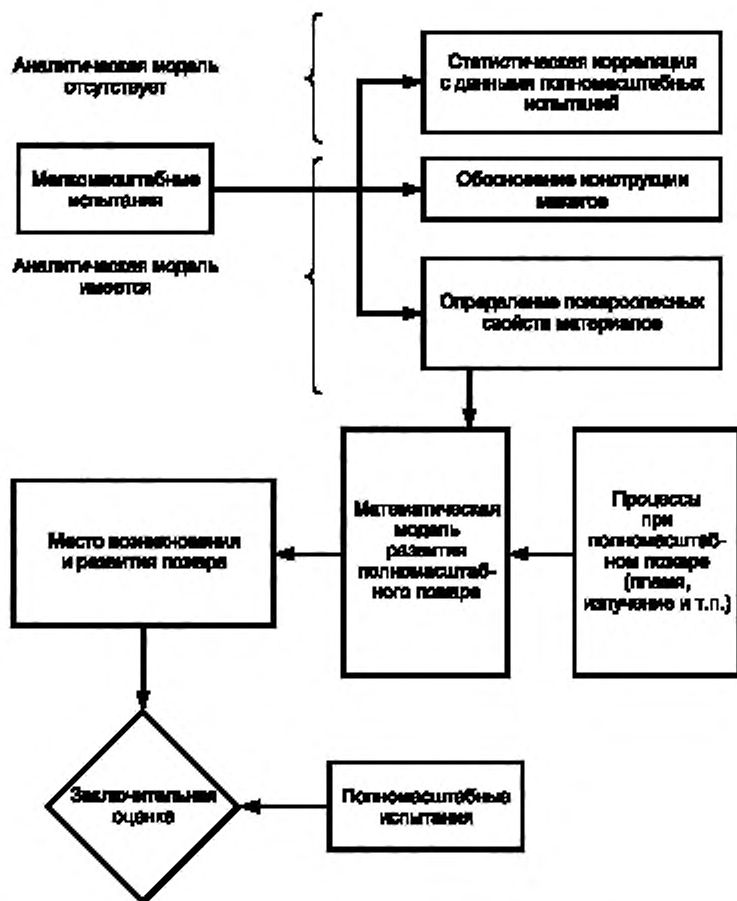 Аналитическая модель
отсутствует
Статистическая корреляция
с данными полномасштабных
испытаний
Мелкомасштабные
испытания
Обоснование конструкции
макетов
Аналитическая модель
имеется
Определение пожароопасных
свойств материалов
Место возникновения
и развития пожара
Математическая
модель
развития
полномасштаб-
ного пожара
Процессы
при
полномасштаб-
ном пожаре
(пламя,
излучение и т.п.)
Заключительная
оценка
Полномасштабные
испытания